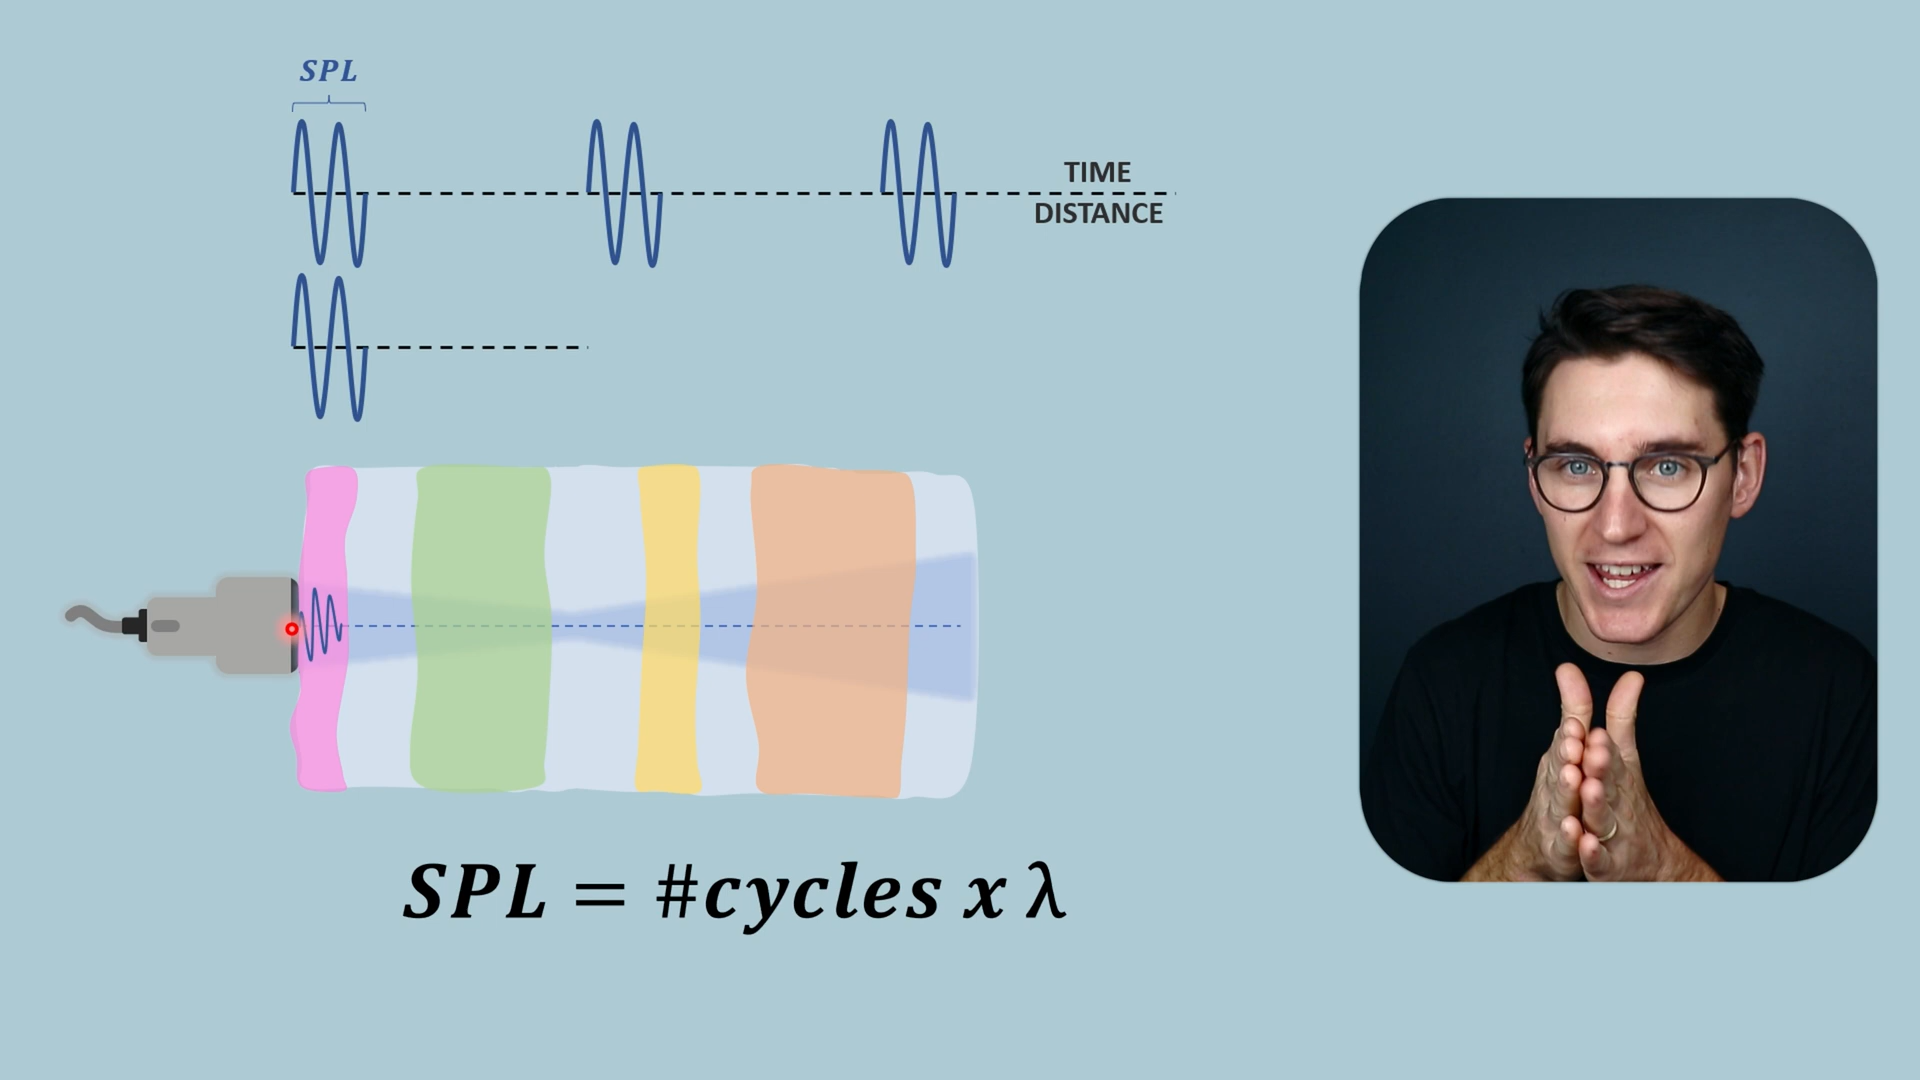 SPL
TIME
DISTANCE
SPL = #cycles x λ